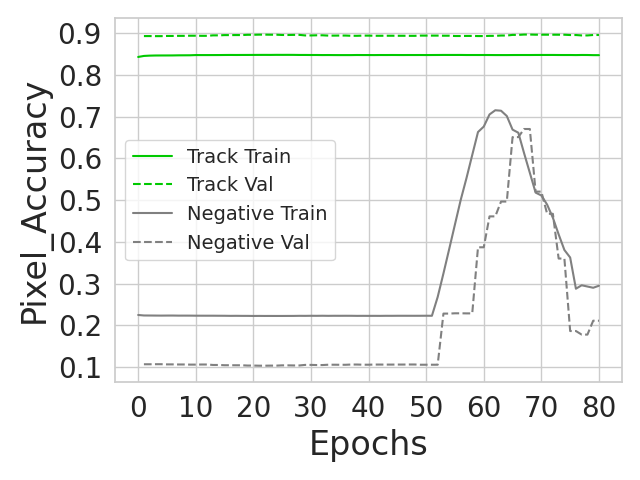 0.9
0.8
0.7
0.6
0.5
0.4
0.3
0.2
0.1
Pixel_Accuracy
Track Train
Track Val
Negative Train
Negative Val
0 10 20 30 40 50 60 70 80
Epochs